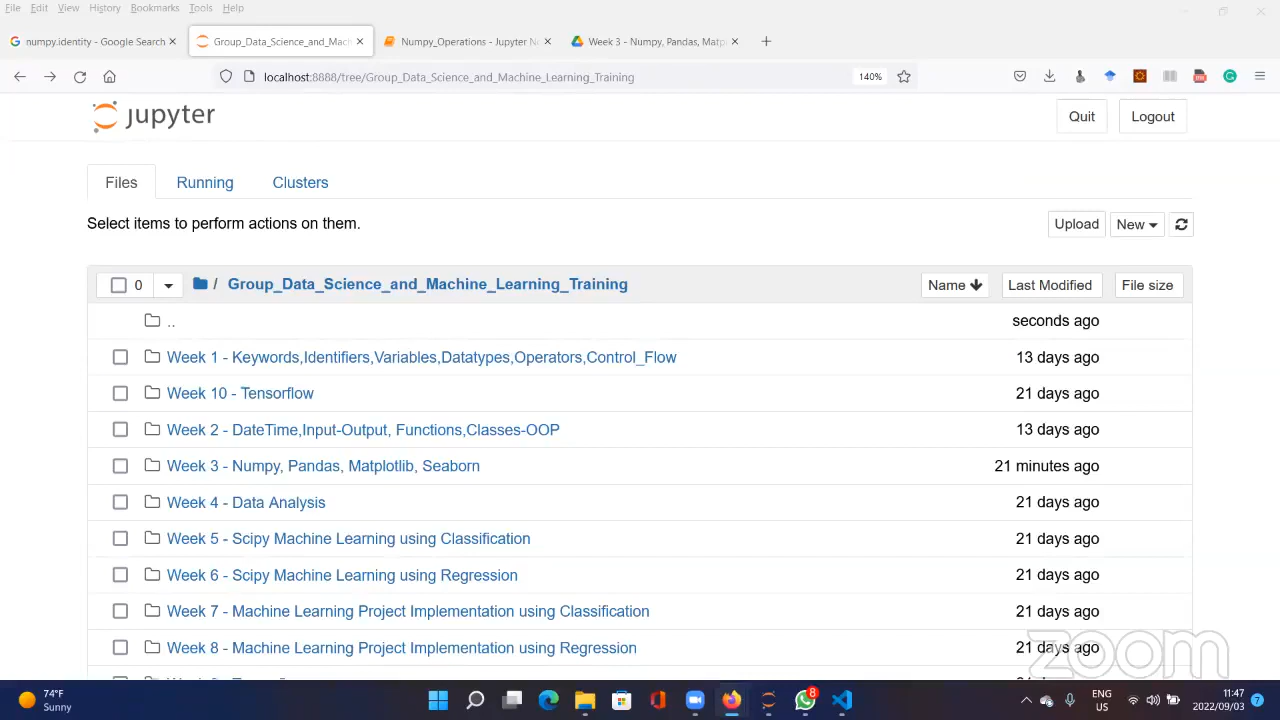 File Edit View History Bookmarks Tools Help
numpy.identity - Google Search Group_Data_Science_and_Mach Numpy_Operations - Jupyter No Week 3 - Numpy, Pandas, Matp
localhost:8888/tree/Group_Data_Science_and_Machine_Learning_Training 140%
jupyter Quit Logout
Files Running Clusters
Select items to perform actions on them. Upload New
0 / Group_Data_Science_and_Machine_Learning_Training Name Last Modified File size
.. seconds ago
Week 1 - Keywords,Identifiers,Variables,Datatypes,Operators,Control_Flow 13 days ago
Week 10 - Tensorflow 21 days ago
Week 2 - DateTime,Input-Output, Functions,Classes-OOP 13 days ago
Week 3 - Numpy, Pandas, Matplotlib, Seaborn 21 minutes ago
Week 4 - Data Analysis 21 days ago
Week 5 - Scipy Machine Learning using Classification 21 days ago
Week 6 - Scipy Machine Learning using Regression 21 days ago
Week 7 - Machine Learning Project Implementation using Classification 21 days ago
Week 8 - Machine Learning Project Implementation using Regression 21 days ago
zoom
74°F
Sunny
8
ENG
US
11:47
2022/09/03
7